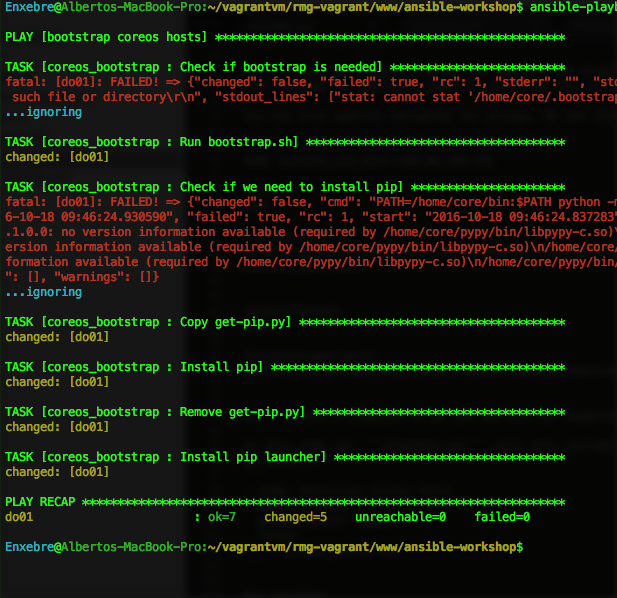 Enxebre@Albertos-MacBook-Pro:~/vagrantvm/rmg-vagrant/www/ansible-workshop$ ansible-playb
PLAY [bootstrap coreos hosts] **************************************************
TASK [coreos_bootstrap : Check if bootstrap is needed] *************************
fatal: [do01]: FAILED! => {"changed": false, "failed": true, "rc": 1, "stderr": "", "std
 such file or directory\r\n", "stdout_lines": ["stat: cannot stat '/home/core/.bootstrap
...ignoring
TASK [coreos_bootstrap : Run bootstrap.sh] *************************************
changed: [do01]
TASK [coreos_bootstrap : Check if we need to install pip] **********************
fatal: [do01]: FAILED! => {"changed": false, "cmd": "PATH=/home/core/bin:$PATH python -m
6-10-18 09:46:24.930590", "failed": true, "rc": 1, "start": "2016-10-18 09:46:24.837283"
.1.0.0: no version information available (required by /home/core/pypy/bin/libpypy-c.so)\
ersion information available (required by /home/core/pypy/bin/libpypy-c.so)\n/home/core/
formation available (required by /home/core/pypy/bin/libpypy-c.so)\n/home/core/pypy/bin/
": [], "warnings": []}
...ignoring
TASK [coreos_bootstrap : Copy get-pip.py] **************************************
changed: [do01]
TASK [coreos_bootstrap : Install pip] ******************************************
changed: [do01]
TASK [coreos_bootstrap : Remove get-pip.py] ************************************
changed: [do01]
TASK [coreos_bootstrap : Install pip launcher] *********************************
changed: [do01]
PLAY RECAP *********************************************************************
do01                       : ok=7    changed=5    unreachable=0    failed=0
Enxebre@Albertos-MacBook-Pro:~/vagrantvm/rmg-vagrant/www/ansible-workshop$